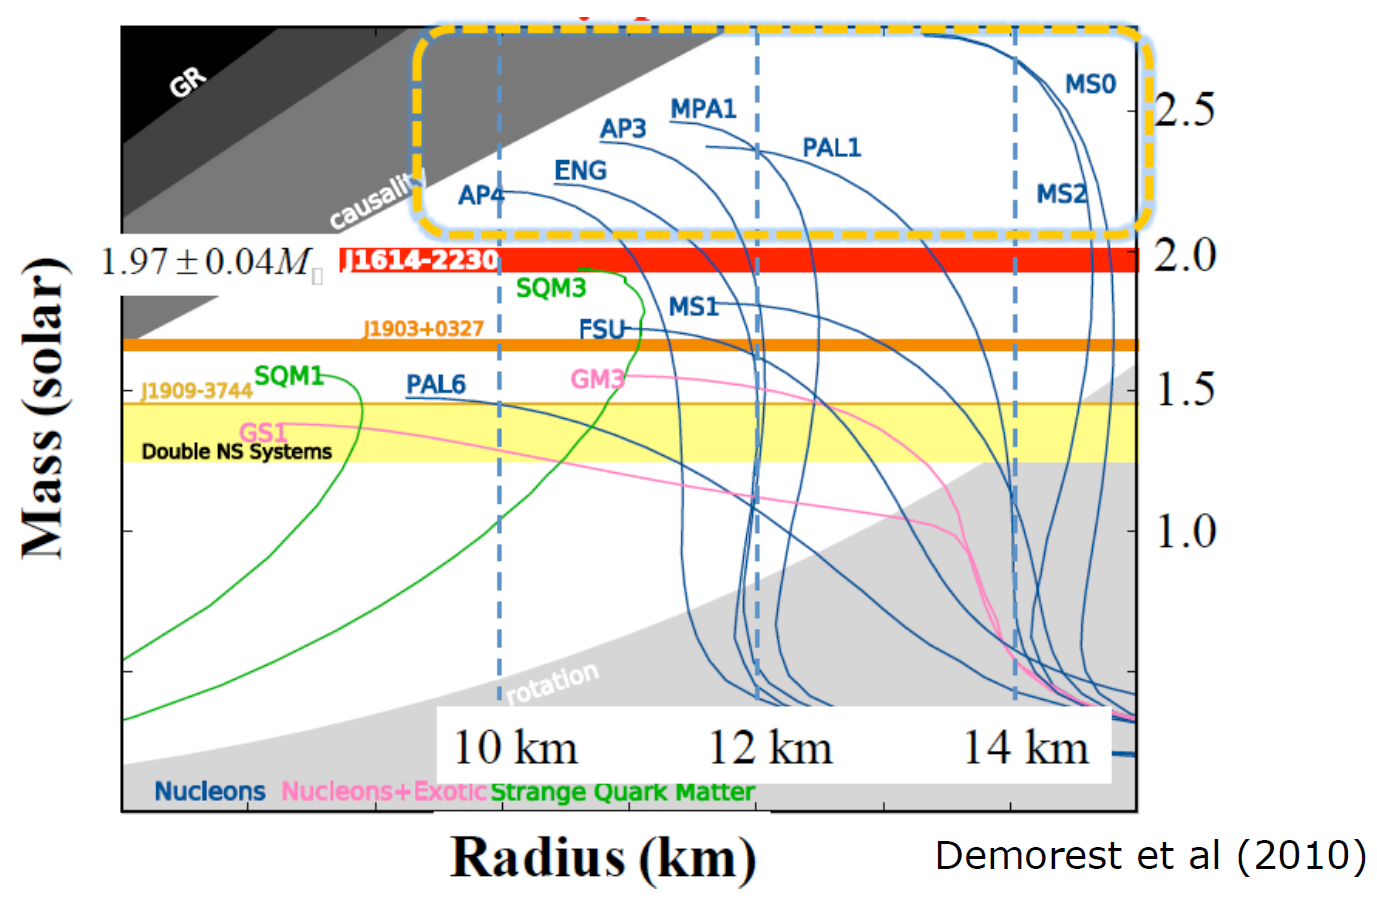 GR
causality
MS0
2.5
MPA1
AP3
PAL1
ENG
AP4
MS2
1.97±0.04M
J1614-2230
2.0
SQM3
MS1
J1903+0327
FSU
SQM1
GM3
J1909-3744
PAL6
1.5
GS1
Double NS Systems
1.0
Mass (solar)
rotation
10 km
12 km
14 km
Nucleons Nucleons+Exotic Strange Quark Matter
Radius (km)
Demorest et al (2010)